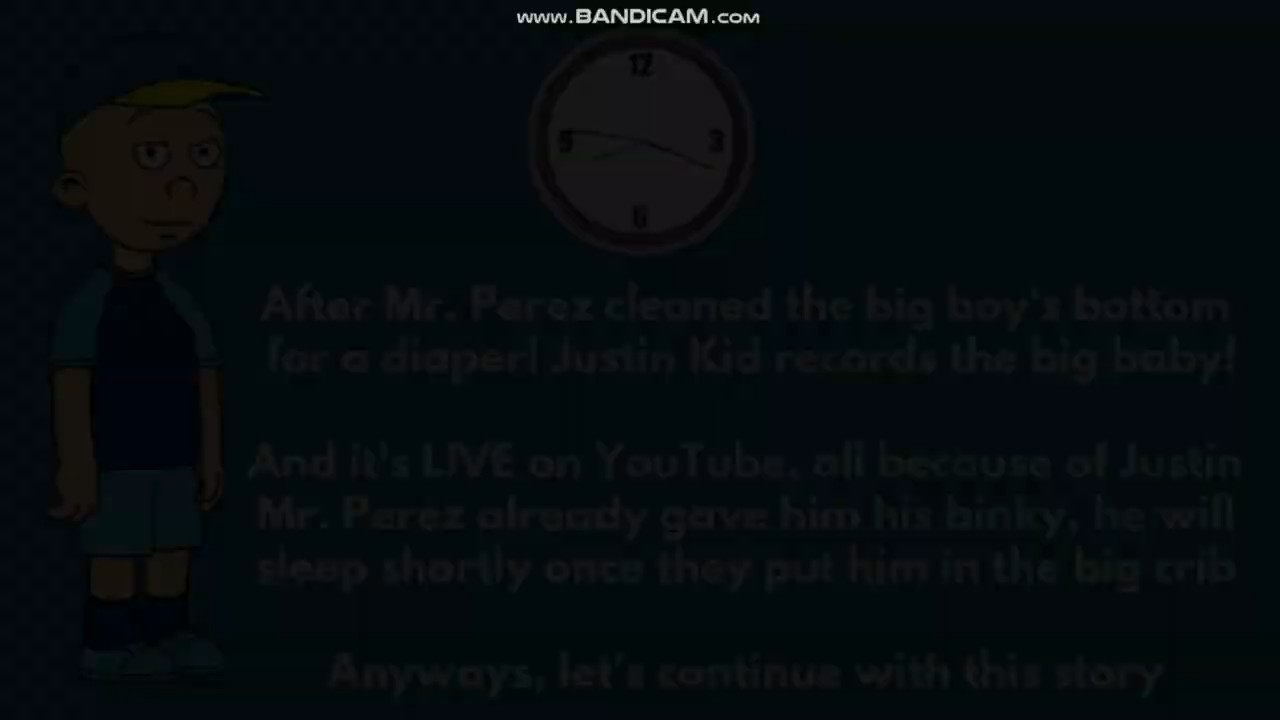 www.BANDICAM.com
12
9
3
6
After Mr. Perez cleaned the big boy's bottom
for a diaper! Justin Kid records the big baby!
And it's LIVE on YouTube, all because of Justin
Mr. Perez already gave him his binky, he will
sleep shortly once they put him in the big crib
Anyways, let's continue with this story